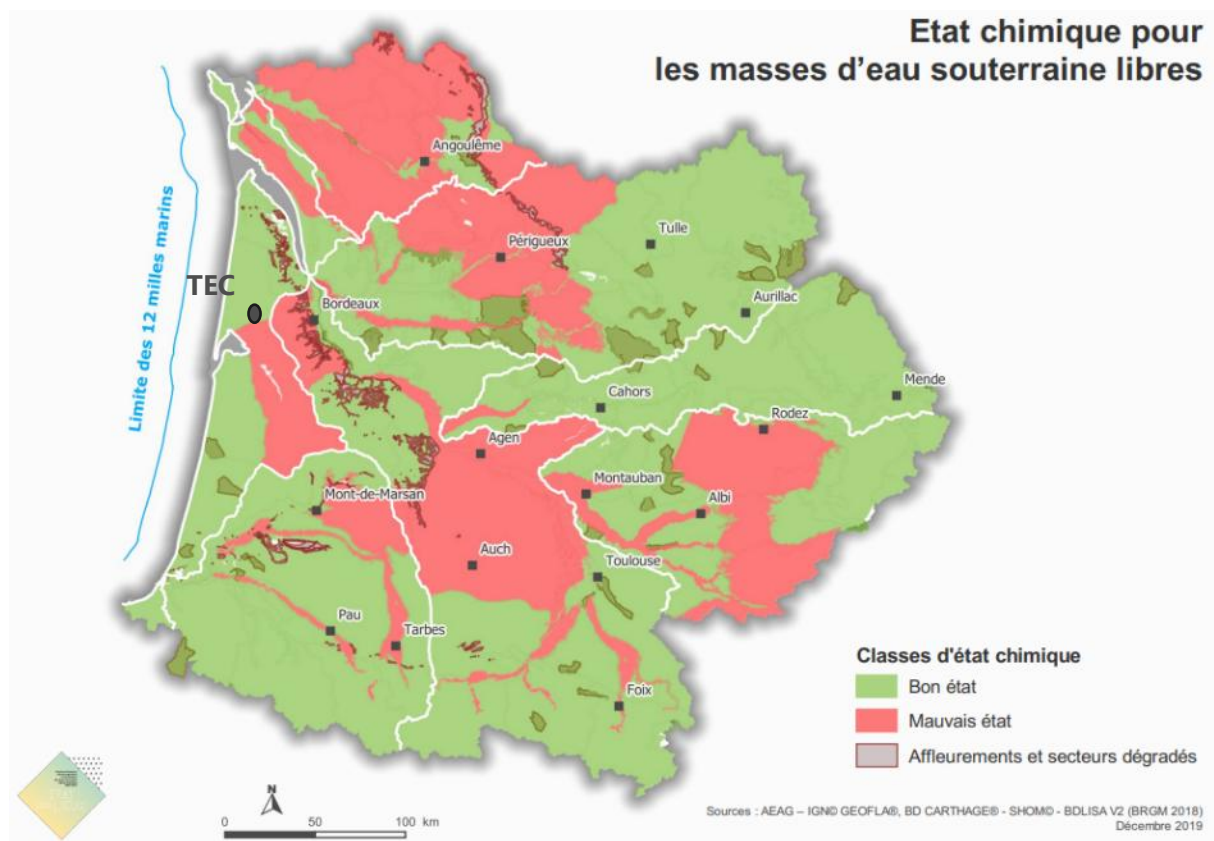 Etat chimique pour
les masses d'eau souterraine libres
Limite des 12 milles marins
TEC
Angoulême
Périgueux
Tulle
Bordeaux
Aurillac
Mende
Cahors
Rodez
Agen
Montauban
Mont-de-Marsan
Albi
Auch
Toulouse
Pau
Tarbes
Foix
Classes d'état chimique
Bon état
Mauvais état
Affleurements et secteurs dégradés
N
0 50 100 km
Sources : AEAG – IGN© GEOFLA®, BD CARTHAGE® - SHOM© - BDLISA V2 (BRGM 2018)
Décembre 2019